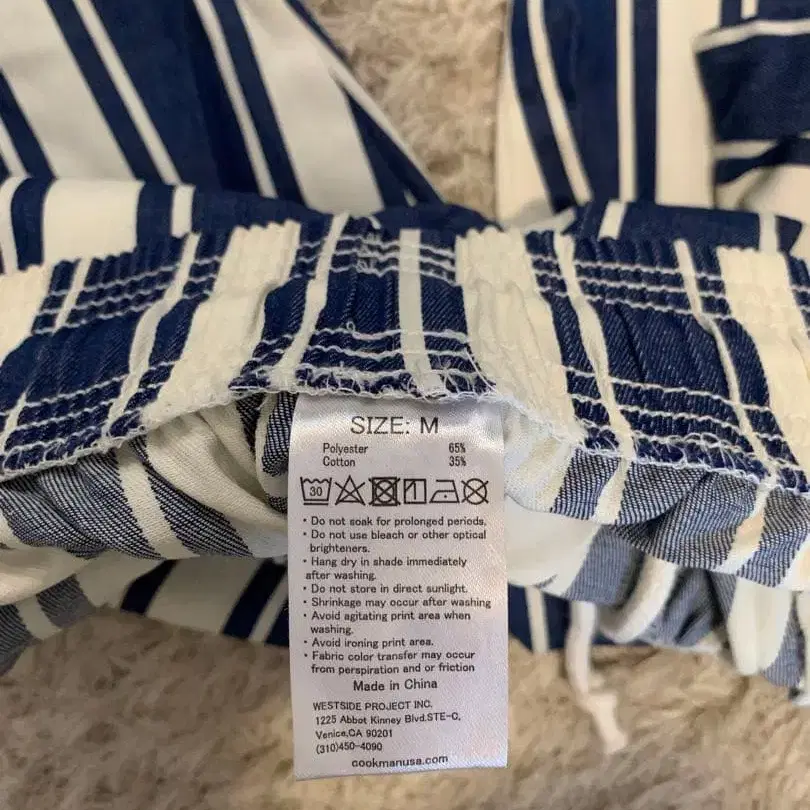 SIZE: M
Polyester 65%
Cotton 35%
30
• Do not soak for prolonged periods.
• Do not use bleach or other optical
brighteners.
• Hang dry in shade immediately
after washing.
• Do not store in direct sunlight.
• Shrinkage may occur after washing
• Avoid agitating print area when
washing.
• Avoid ironing print area.
• Fabric color transfer may occur
from perspiration and or friction
Made in China
WESTSIDE PROJECT INC.
1225 Abbot Kinney Blvd.STE-C,
Venice,CA 90201
(310)450-4090
cookmanusa.com